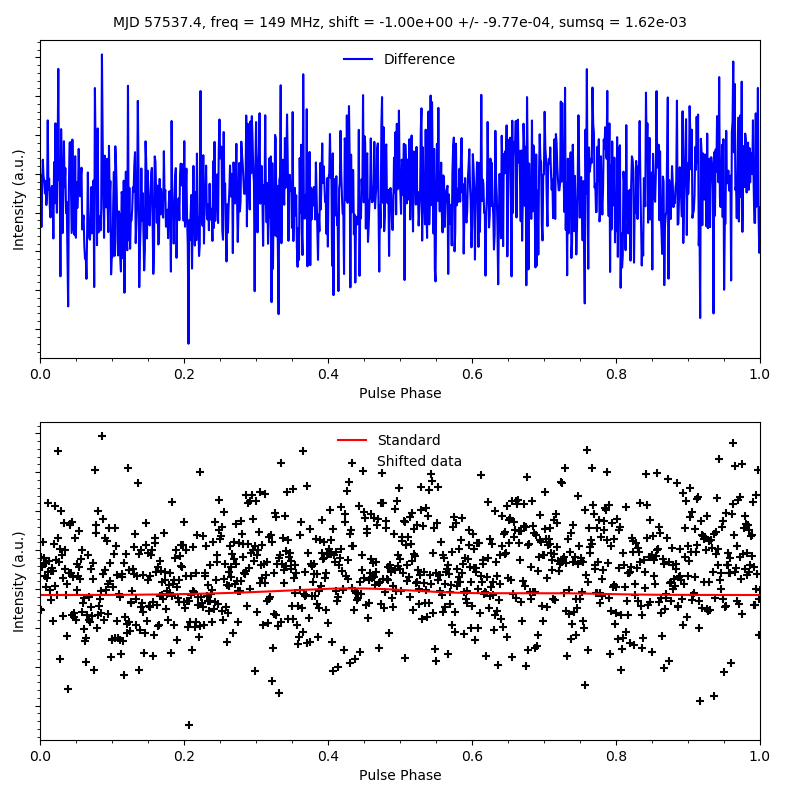 MJD 57537.4, freq = 149 MHz, shift = -1.00e+00 +/- -9.77e-04, sumsq = 1.62e-03
Difference
Intensity (a.u.)
0.0 0.2 0.4 0.6 0.8 1.0
Pulse Phase
Standard
Shifted data
Intensity (a.u.)
0.0 0.2 0.4 0.6 0.8 1.0
Pulse Phase